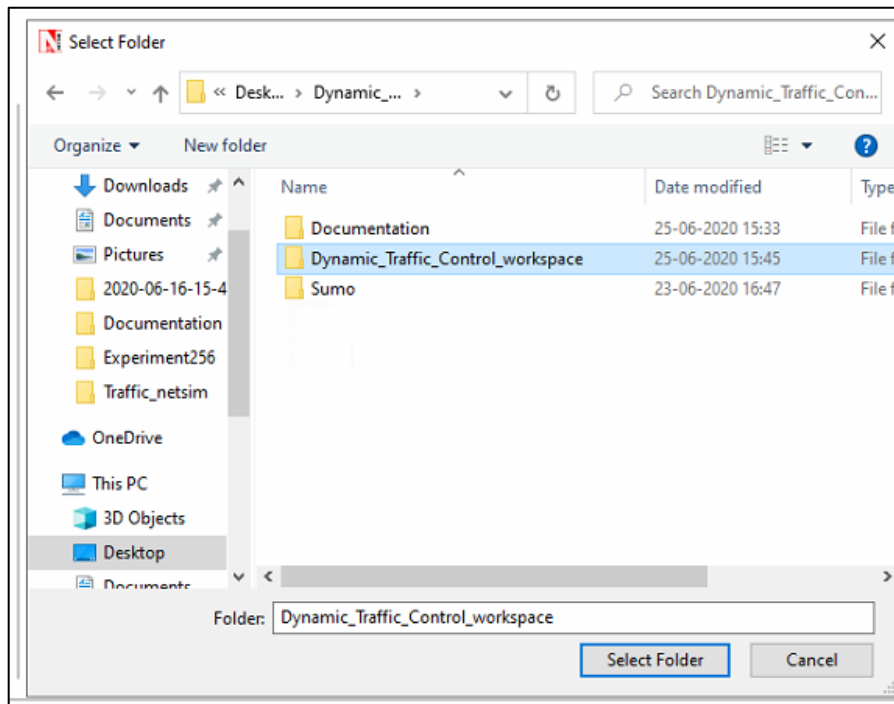 Select Folder
« Desk... › Dynamic_... ›
Search Dynamic_Traffic_Con...
Organize
New folder
Name
Date modified
Type
Downloads
Documents
Pictures
2020-06-16-15-4
Documentation
Experiment256
Traffic_netsim
OneDrive
This PC
3D Objects
Desktop
Documents
Documentation 25-06-2020 15:33 File f
Dynamic_Traffic_Control_workspace 25-06-2020 15:45 File f
Sumo 23-06-2020 16:47 File f
Folder: Dynamic_Traffic_Control_workspace
Select Folder
Cancel